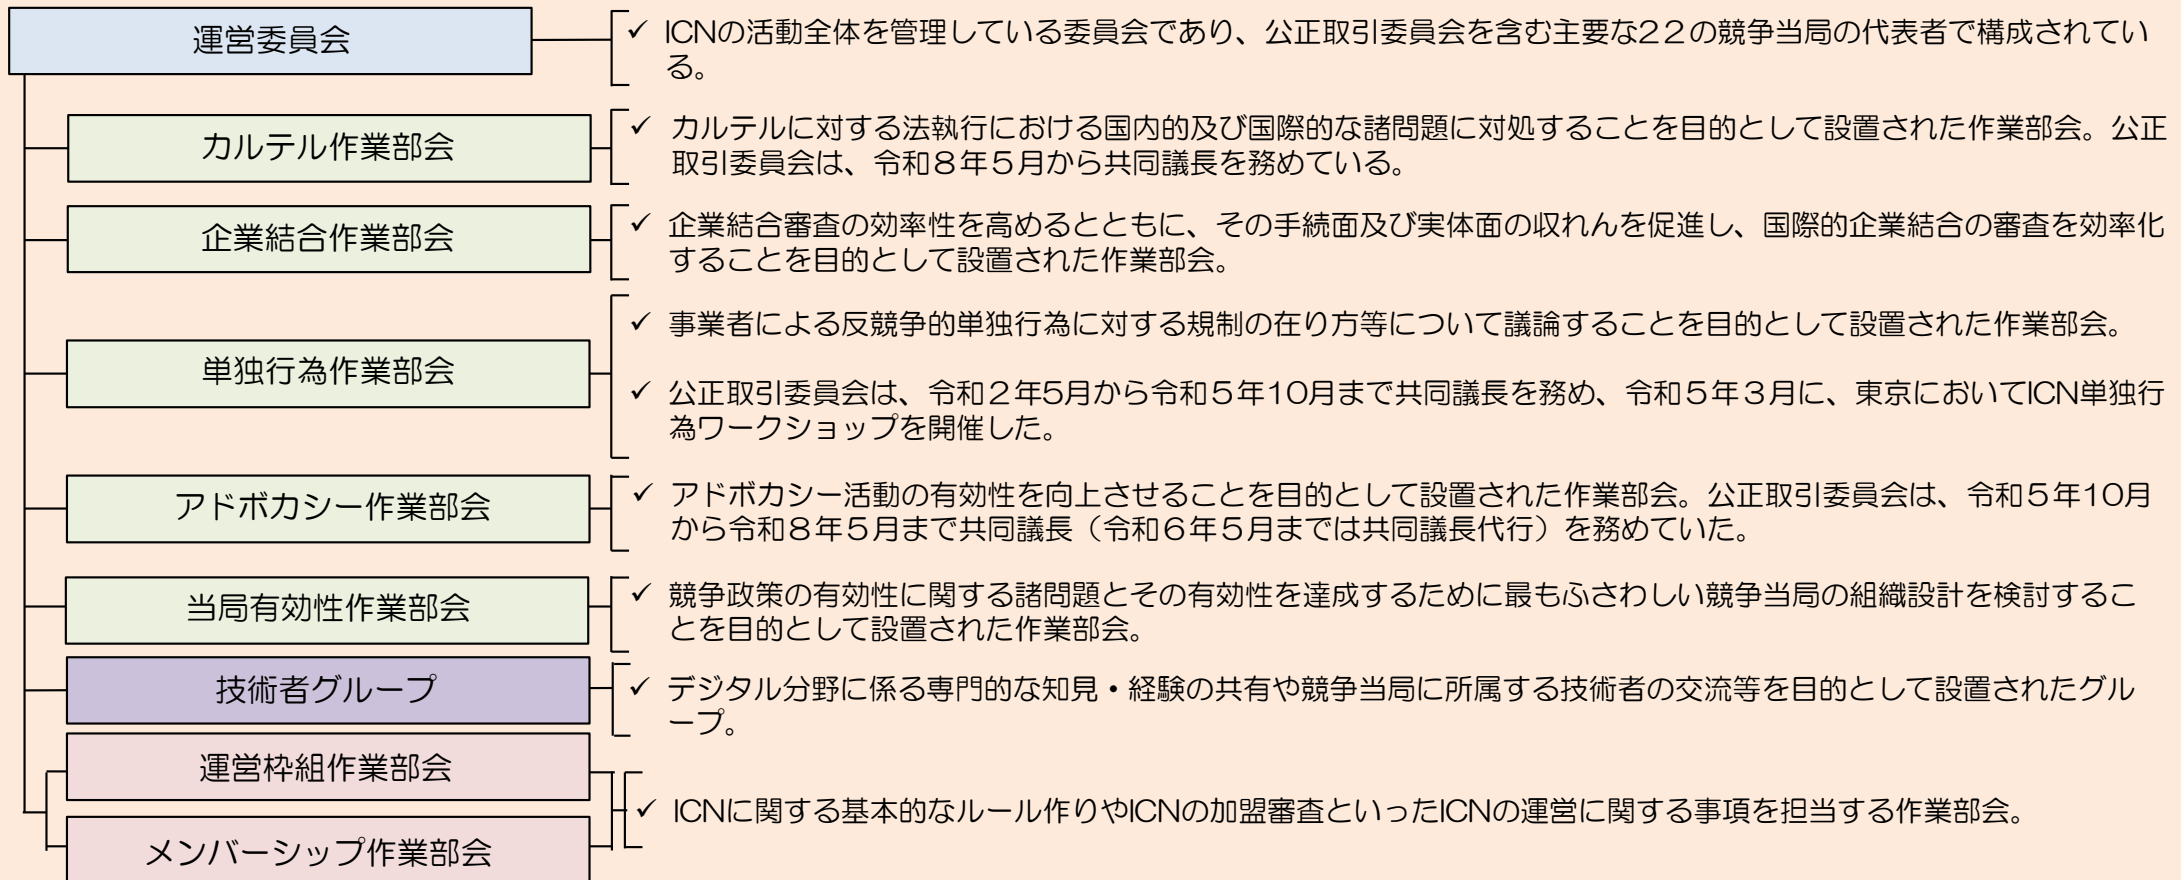 運営委員会
✓ ICNの活動全体を管理している委員会であり、公正取引委員会を含む主要な２２の競争当局の代表者で構成されてい
る。
カルテル作業部会
✓ カルテルに対する法執行における国内的及び国際的な諸問題に対処することを目的として設置された作業部会。公正
取引委員会は、令和８年５月から共同議長を務めている。
企業結合作業部会
✓ 企業結合審査の効率性を高めるとともに、その手続面及び実体面の収れんを促進し、国際的企業結合の審査を効率化
することを目的として設置された作業部会。
単独行為作業部会
✓ 事業者による反競争的単独行為に対する規制の在り方等について議論することを目的として設置された作業部会。
✓ 公正取引委員会は、令和２年5月から令和５年10月まで共同議長を務め、令和５年３月に、東京においてICN単独行
為ワークショップを開催した。
アドボカシー作業部会
✓ アドボカシー活動の有効性を向上させることを目的として設置された作業部会。公正取引委員会は、令和５年10月
から令和８年５月まで共同議長（令和６年５月までは共同議長代行）を務めていた。
当局有効性作業部会
✓ 競争政策の有効性に関する諸問題とその有効性を達成するために最もふさわしい競争当局の組織設計を検討するこ
とを目的として設置された作業部会。
技術者グループ
✓ デジタル分野に係る専門的な知見・経験の共有や競争当局に所属する技術者の交流等を目的として設置されたグル
ープ。
運営枠組作業部会
メンバーシップ作業部会
✓ ICNに関する基本的なルール作りやICNの加盟審査といったICNの運営に関する事項を担当する作業部会。